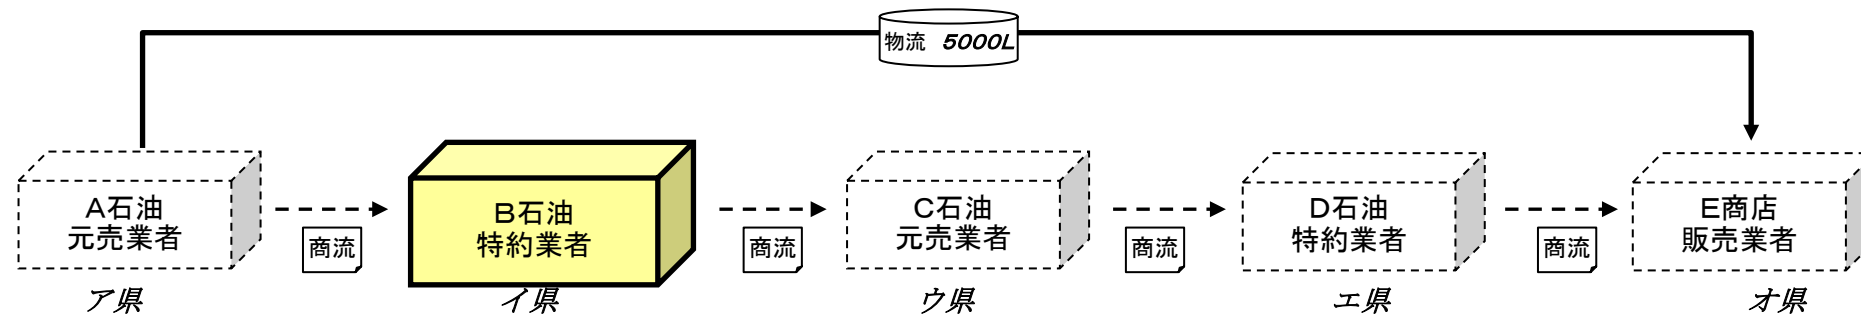 物流 5000L
A石油
元売業者
商流
B石油
特約業者
商流
C石油
元売業者
商流
D石油
特約業者
商流
E商店
販売業者
ア県
イ県
ウ県
エ県
オ県